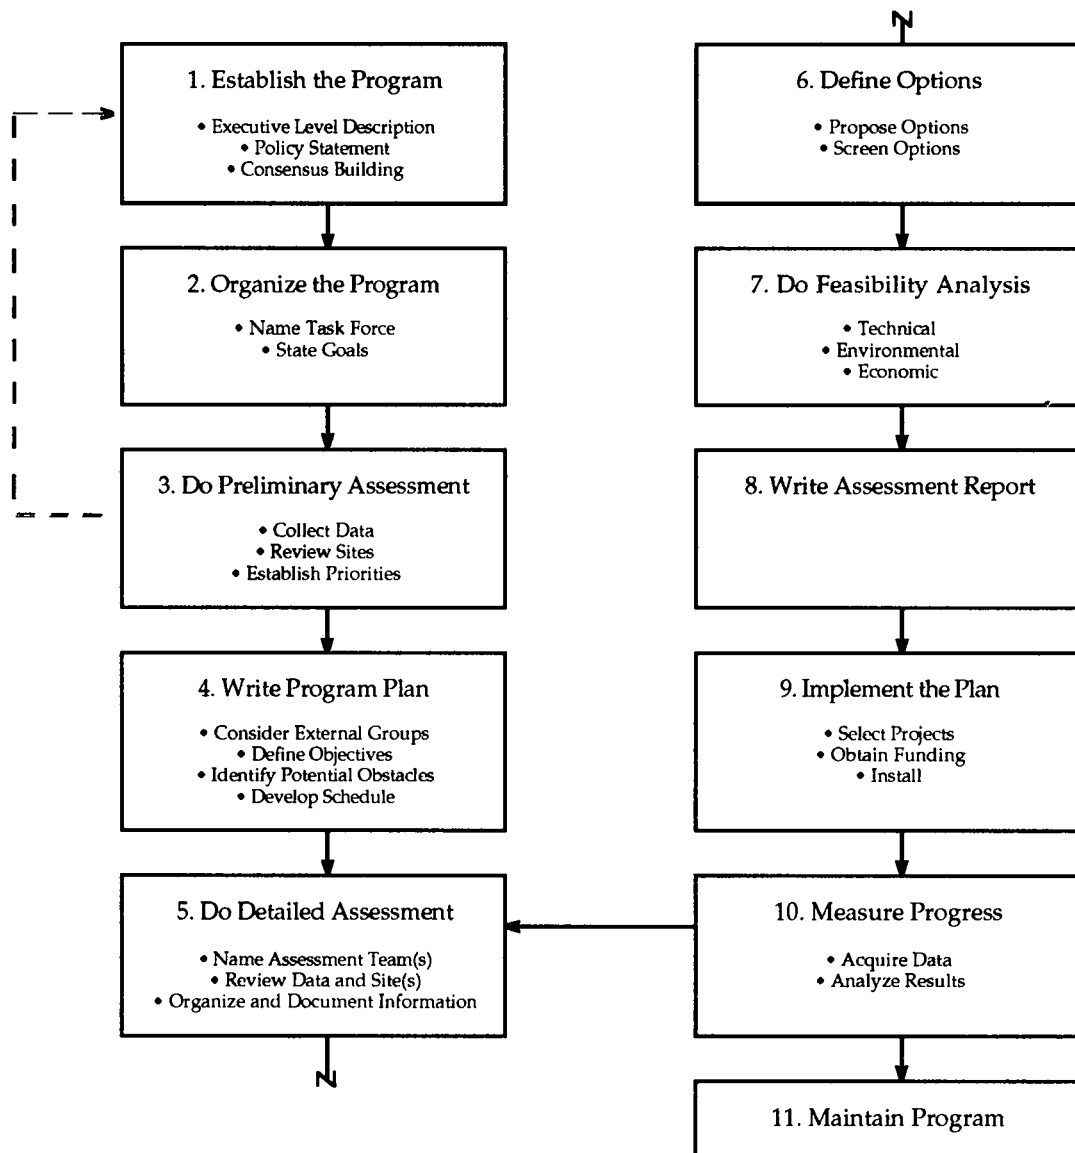 1. Establish the Program
• Executive Level Description
• Policy Statement
• Consensus Building
2. Organize the Program
• Name Task Force
• State Goals
3. Do Preliminary Assessment
• Collect Data
• Review Sites
• Establish Priorities
4. Write Program Plan
• Consider External Groups
• Define Objectives
• Identify Potential Obstacles
• Develop Schedule
5. Do Detailed Assessment
• Name Assessment Team(s)
• Review Data and Site(s)
• Organize and Document Information
6. Define Options
• Propose Options
• Screen Options
7. Do Feasibility Analysis
• Technical
• Environmental
• Economic
8. Write Assessment Report
9. Implement the Plan
• Select Projects
• Obtain Funding
• Install
10. Measure Progress
• Acquire Data
• Analyze Results
11. Maintain Program